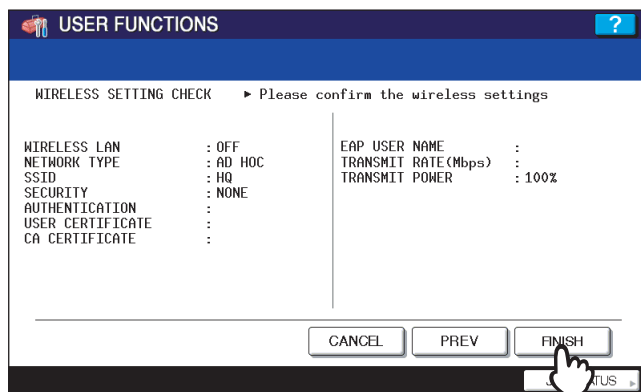 USER FUNCTIONS
?
WIRELESS SETTING CHECK ► Please confirm the wireless settings
WIRELESS LAN : OFF
NETWORK TYPE : AD HOC
SSID : HQ
SECURITY : NONE
AUTHENTICATION :
USER CERTIFICATE :
CA CERTIFICATE :
EAP USER NAME :
TRANSMIT RATE(Mbps) :
TRANSMIT POWER : 100%
CANCEL PREV FINISH
TUS